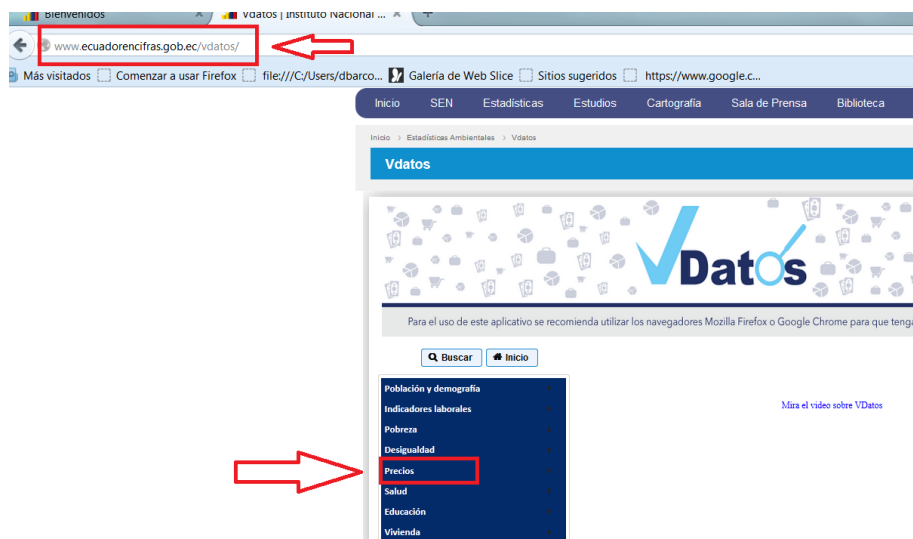 Bienvenidos
Vdatos | Instituto Nacional ...
www.ecuadorencifras.gob.ec/vdatos/
Más visitados Comenzar a usar Firefox file:///C:/Users/dbarco... Galería de Web Slice Sitios sugeridos https://www.google.c...
Inicio SEN Estadísticas Estudios Cartografía Sala de Prensa Biblioteca
Inicio > Estadísticas Ambientales > Vdatos
Vdatos
VDatos
Para el uso de este aplicativo se recomienda utilizar los navegadores Mozilla Firefox o Google Chrome para que tenga
Buscar Inicio
Población y demografía
Indicadores laborales
Mira el video sobre VDatos
Pobreza
Desigualdad
Precios
Salud
Educación
Vivienda